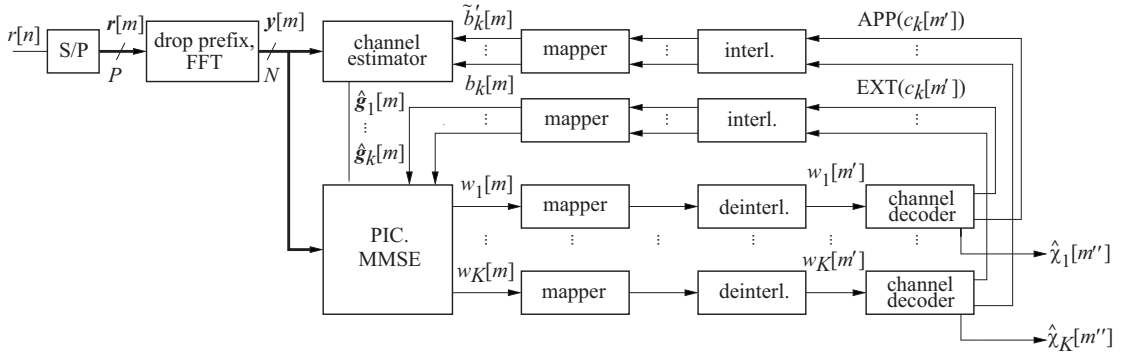 r[n]
S/P
r[m]
P
drop prefix,
FFT
y[m]
N
channel
estimator
b̃′k[m]
mapper
interl.
APP(ck[m′])
bk[m]
mapper
interl.
EXT(ck[m′])
ĝ1[m]
ĝk[m]
PIC.
MMSE
w1[m]
mapper
deinterl.
w1[m′]
channel
decoder
χ̂1[m′′]
wK[m]
mapper
deinterl.
wK[m′]
channel
decoder
χ̂K[m′′]